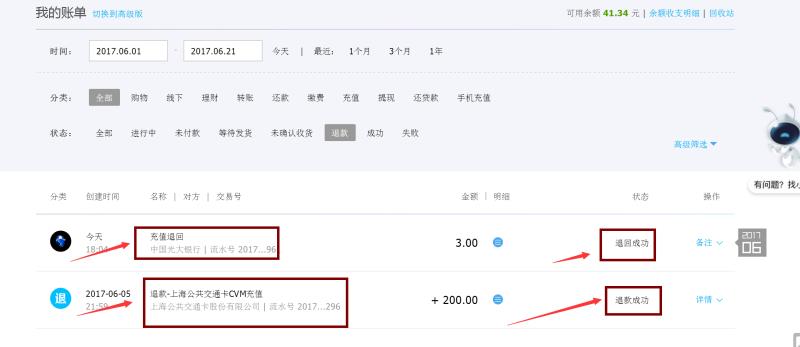 我的账单 切换到高级版 可用余额 41.34 元 | 余额收支明细 | 回收站
时间： 2017.06.01 - 2017.06.21 今天 | 最近： 1个月 3个月 1年
分类： 全部 购物 线下 理财 转账 还款 缴费 充值 提现 还贷款 手机充值
状态： 全部 进行中 未付款 等待发货 未确认收货 退款 成功 失败
高级筛选
有问题？找小
分类 创建时间 名称 | 对方 | 交易号 金额 | 明细 状态 操作
今天 充值退回
18:04 中国光大银行 | 流水号 2017...96 3.00 退回成功 备注
2017
06
退 2017-06-05 退款-上海公共交通卡CVM充值
21:59 上海公共交通卡股份有限公司 | 流水号 2017...296 + 200.00 退款成功 详情